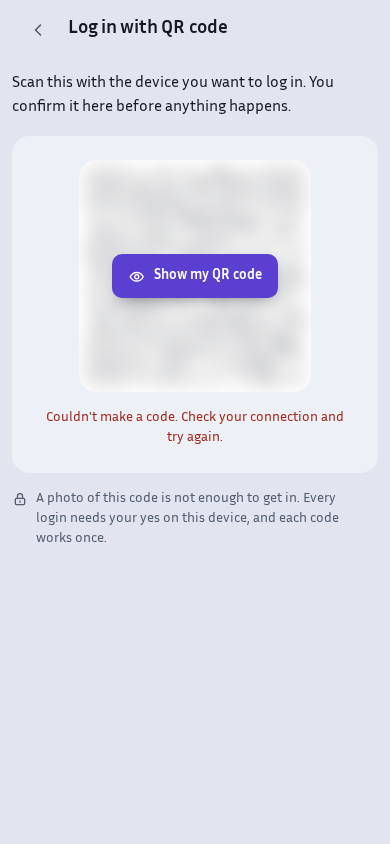 Log in with QR code
Scan this with the device you want to log in. You
confirm it here before anything happens.
Show my QR code
Couldn't make a code. Check your connection and
try again.
A photo of this code is not enough to get in. Every
login needs your yes on this device, and each code
works once.